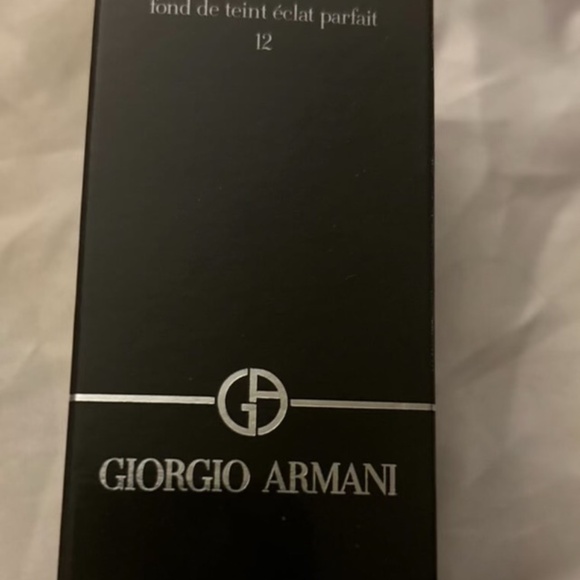 fond de teint éclat parfait
12
GA
GIORGIO ARMANI